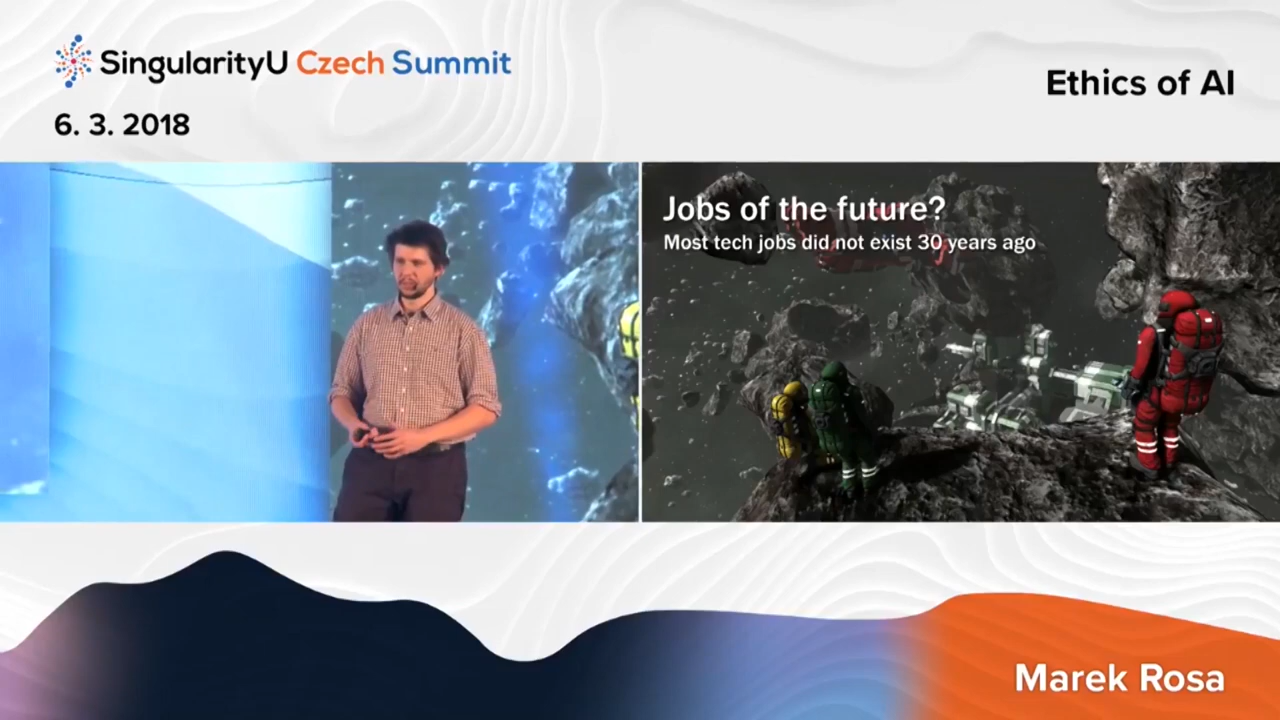 SingularityU Czech Summit
6. 3. 2018
Ethics of AI
Jobs of the future?
Most tech jobs did not exist 30 years ago
Marek Rosa